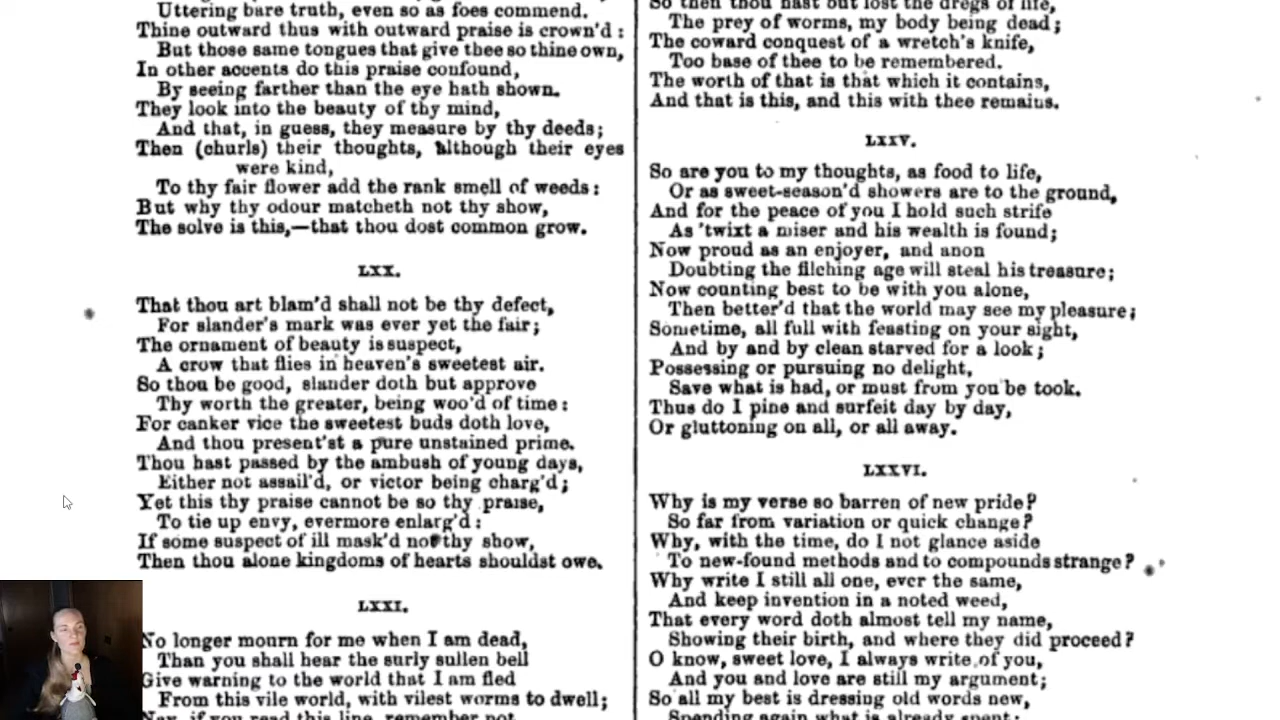 Uttering bare truth, even so as foes commend.
Thine outward thus with outward praise is crown'd:
But those same tongues that give thee so thine own,
In other accents do this praise confound,
By seeing farther than the eye hath shown.
They look into the beauty of thy mind,
And that, in guess, they measure by thy deeds;
Then (churls) their thoughts, although their eyes
were kind,
To thy fair flower add the rank smell of weeds:
But why thy odour matcheth not thy show,
The solve is this,—that thou dost common grow.
LXX.
That thou art blam'd shall not be thy defect,
For slander's mark was ever yet the fair;
The ornament of beauty is suspect,
A crow that flies in heaven's sweetest air.
So thou be good, slander doth but approve
Thy worth the greater, being woo'd of time:
For canker vice the sweetest buds doth love,
And thou present'st a pure unstained prime.
Thou hast passed by the ambush of young days,
Either not assail'd, or victor being charg'd;
Yet this thy praise cannot be so thy praise,
To tie up envy, evermore enlarg'd:
If some suspect of ill mask'd not thy show,
Then thou alone kingdoms of hearts shouldst owe.
LXXI.
No longer mourn for me when I am dead,
Than you shall hear the surly sullen bell
Give warning to the world that I am fled
From this vile world, with vilest worms to dwell;
Nay, if you read this line, remember not
So then thou hast but lost the dregs of life,
The prey of worms, my body being dead;
The coward conquest of a wretch's knife,
Too base of thee to be remembered.
The worth of that is that which it contains,
And that is this, and this with thee remains.
LXXV.
So are you to my thoughts, as food to life,
Or as sweet-season'd showers are to the ground,
And for the peace of you I hold such strife
As 'twixt a miser and his wealth is found;
Now proud as an enjoyer, and anon
Doubting the filching age will steal his treasure;
Now counting best to be with you alone,
Then better'd that the world may see my pleasure;
Sometime, all full with feasting on your sight,
And by and by clean starved for a look;
Possessing or pursuing no delight,
Save what is had, or must from you be took.
Thus do I pine and surfeit day by day,
Or gluttoning on all, or all away.
LXXVI.
Why is my verse so barren of new pride?
So far from variation or quick change?
Why, with the time, do I not glance aside
To new-found methods and to compounds strange?
Why write I still all one, ever the same,
And keep invention in a noted weed,
That every word doth almost tell my name,
Showing their birth, and where they did proceed?
O know, sweet love, I always write of you,
And you and love are still my argument;
So all my best is dressing old words new,
Spending again what is already spent: